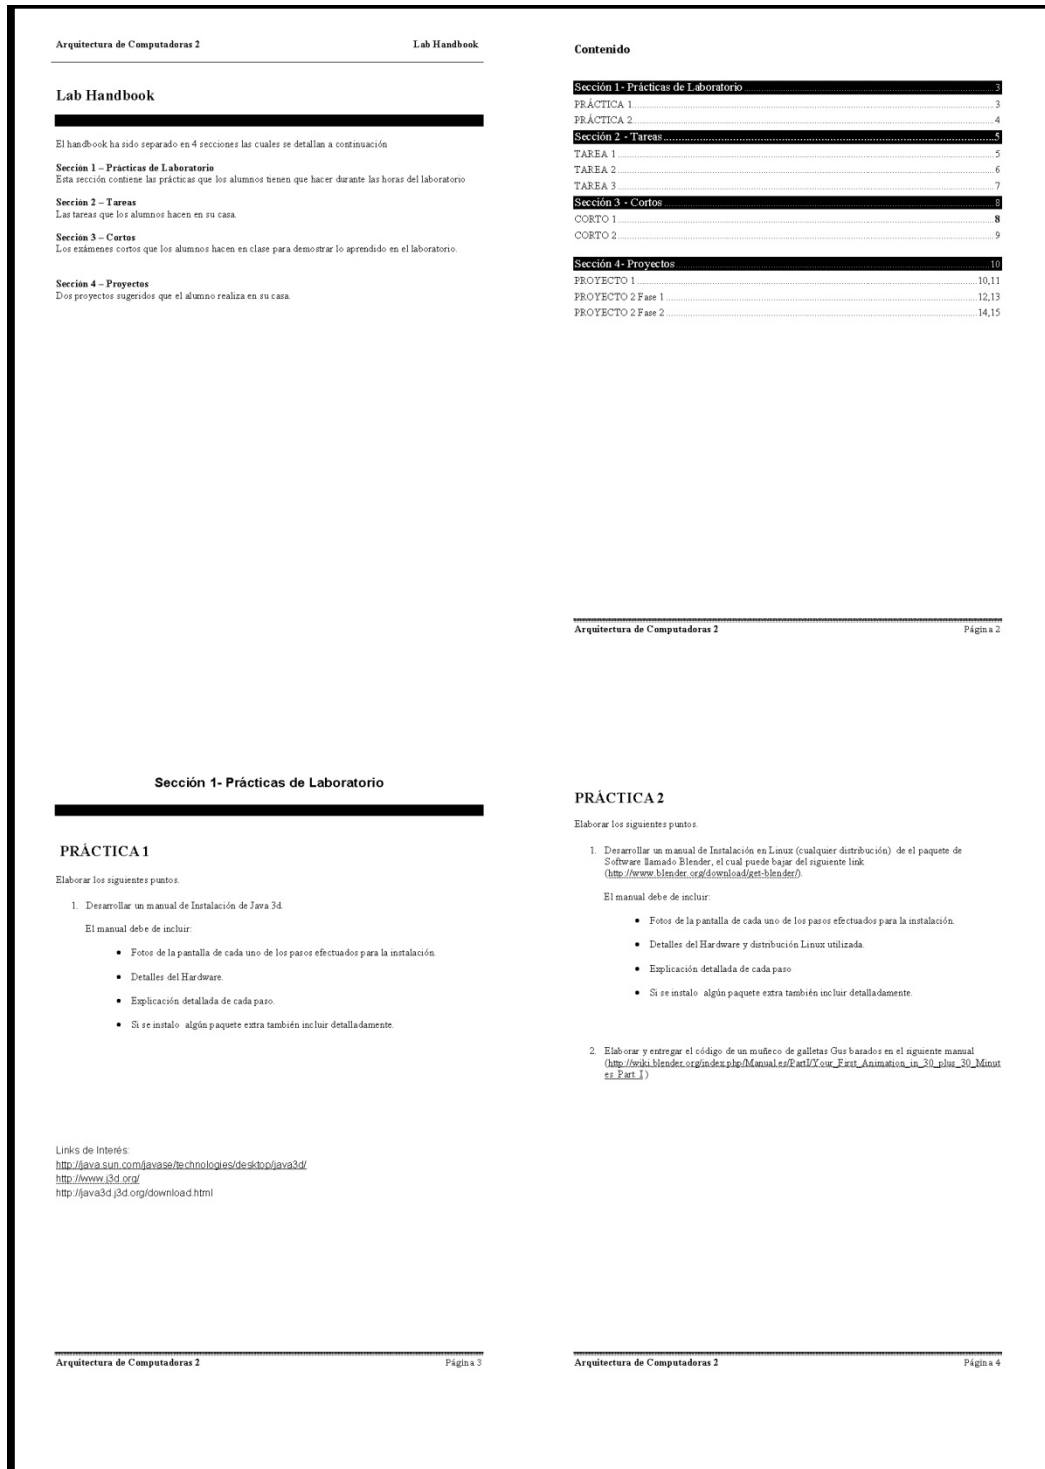 Arquitectura de Computadoras 2 Lab Handbook
Lab Handbook
El handbook ha sido separado en 4 secciones las cuales se detallan a continuación
Sección 1 – Prácticas de Laboratorio
Esta sección contiene las prácticas que los alumnos tienen que hacer durante las horas del laboratorio
Sección 2 – Tareas
Las tareas que los alumnos hacen en su casa.
Sección 3 – Cortos
Los exámenes cortos que los alumnos hacen en clase para demostrar lo aprendido en el laboratorio.
Sección 4 – Proyectos
Dos proyectos sugeridos que el alumno realiza en su casa.
Contenido
Sección 1- Prácticas de Laboratorio 3
PRÁCTICA 1 3
PRÁCTICA 2 4
Sección 2 - Tareas 5
TAREA 1 5
TAREA 2 6
TAREA 3 7
Sección 3 - Cortos 8
CORTO 1 8
CORTO 2 9
Sección 4- Proyectos 10
PROYECTO 1 10,11
PROYECTO 2 Fase 1 12,13
PROYECTO 2 Fase 2 14,15
Arquitectura de Computadoras 2 Página 2
Sección 1- Prácticas de Laboratorio
PRÁCTICA 1
Elaborar los siguientes puntos.
1. Desarrollar un manual de Instalación de Java 3d.
El manual debe de incluir:
• Fotos de la pantalla de cada uno de los pasos efectuados para la instalación.
• Detalles del Hardware.
• Explicación detallada de cada paso.
• Si se instalo algún paquete extra también incluir detalladamente.
Links de Interés:
http://java.sun.com/javase/technologies/desktop/java3d/
http://www.j3d.org/
http://java3d.j3d.org/download.html
Arquitectura de Computadoras 2 Página 3
PRÁCTICA 2
Elaborar los siguientes puntos.
1. Desarrollar un manual de Instalación en Linux (cualquier distribución) de el paquete de
Software llamado Blender, el cual puede bajar del siguiente link
(http://www.blender.org/download/get-blender/).
El manual debe de incluir:
• Fotos de la pantalla de cada uno de los pasos efectuados para la instalación.
• Detalles del Hardware y distribución Linux utilizada.
• Explicación detallada de cada paso
• Si se instalo algún paquete extra también incluir detalladamente.
2. Elaborar y entregar el código de un muñeco de galletas Gus basados en el siguiente manual
(http://wiki.blender.org/index.php/Manual.es/PartI/Your_First_Animation_in_30_plus_30_Minut
es_Part_I)
Arquitectura de Computadoras 2 Página 4